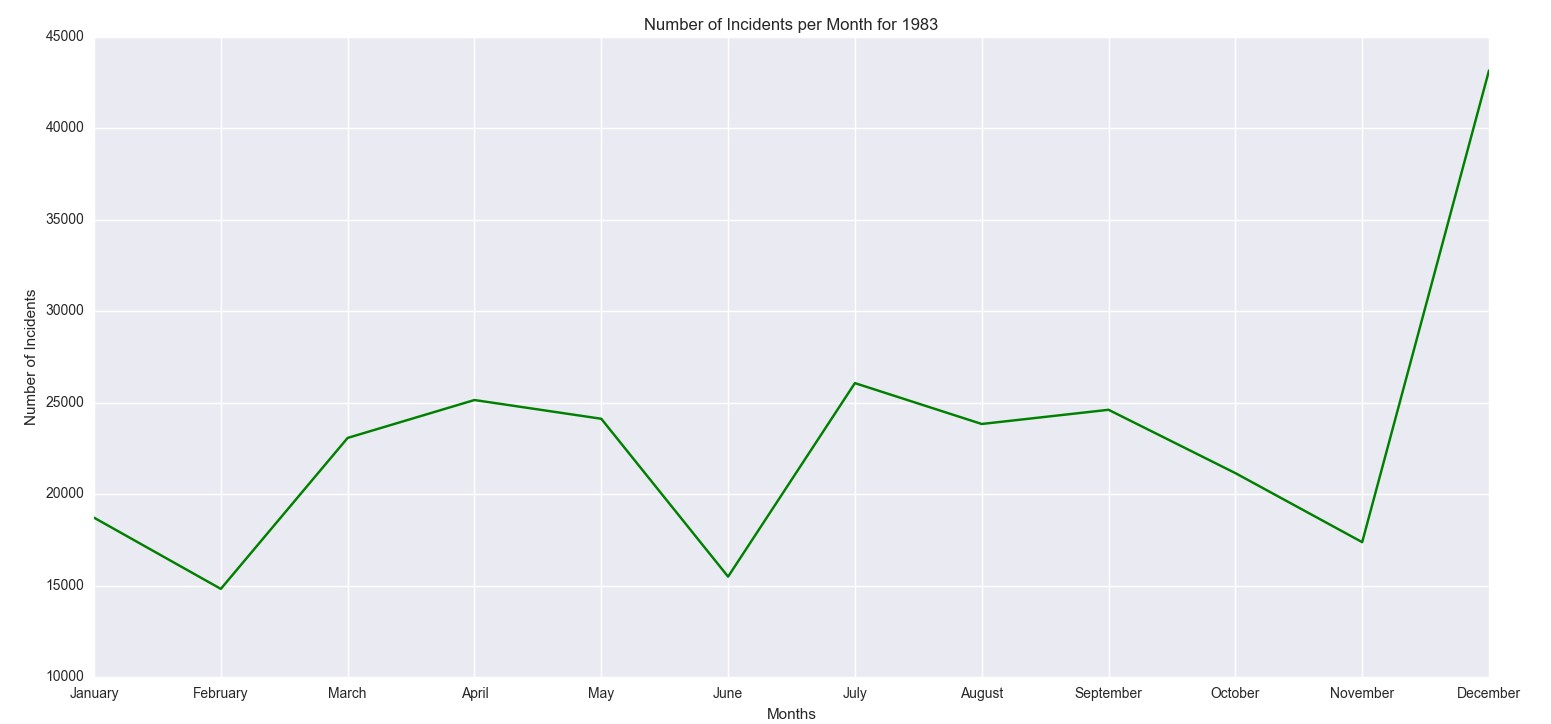 Number of Incidents per Month for 1983
45000
40000
35000
30000
25000
20000
15000
10000
Number of Incidents
January February March April May June July August September October November December
Months